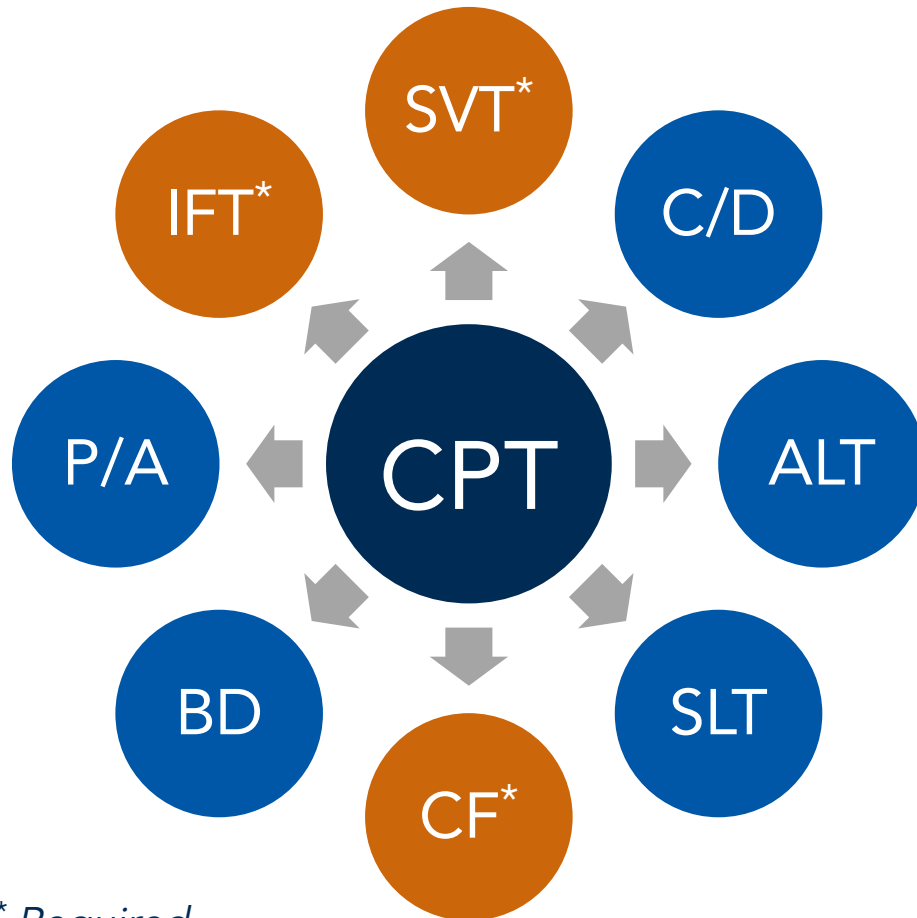 SVT*
IFT*
C/D
P/A
CPT
ALT
BD
SLT
CF*
* Required